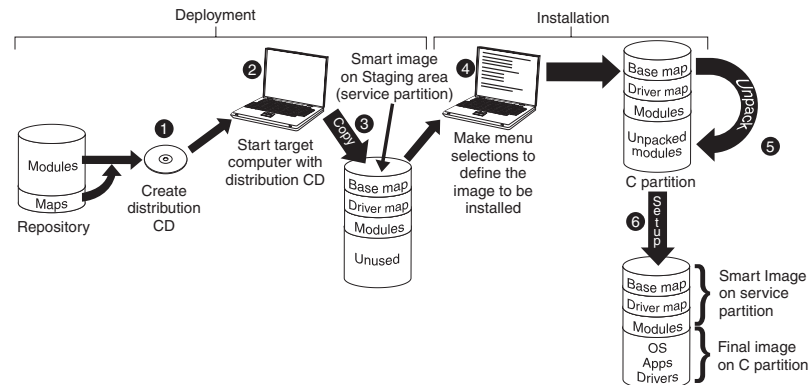 Deployment
Installation
1
Modules
Maps
Repository
Create
distribution
CD
2
Start target
computer with
distribution CD
Copy
3
Smart image
on Staging area
(service partition)
Base map
Driver map
Modules
Unused
4
Make menu
selections to
define the
image to be
installed
Base map
Driver map
Modules
Unpacked
modules
C partition
Unpack
5
6
Setup
Base map
Driver map
Modules
OS
Apps
Drivers
Smart Image
on service
partition
Final image
on C partition